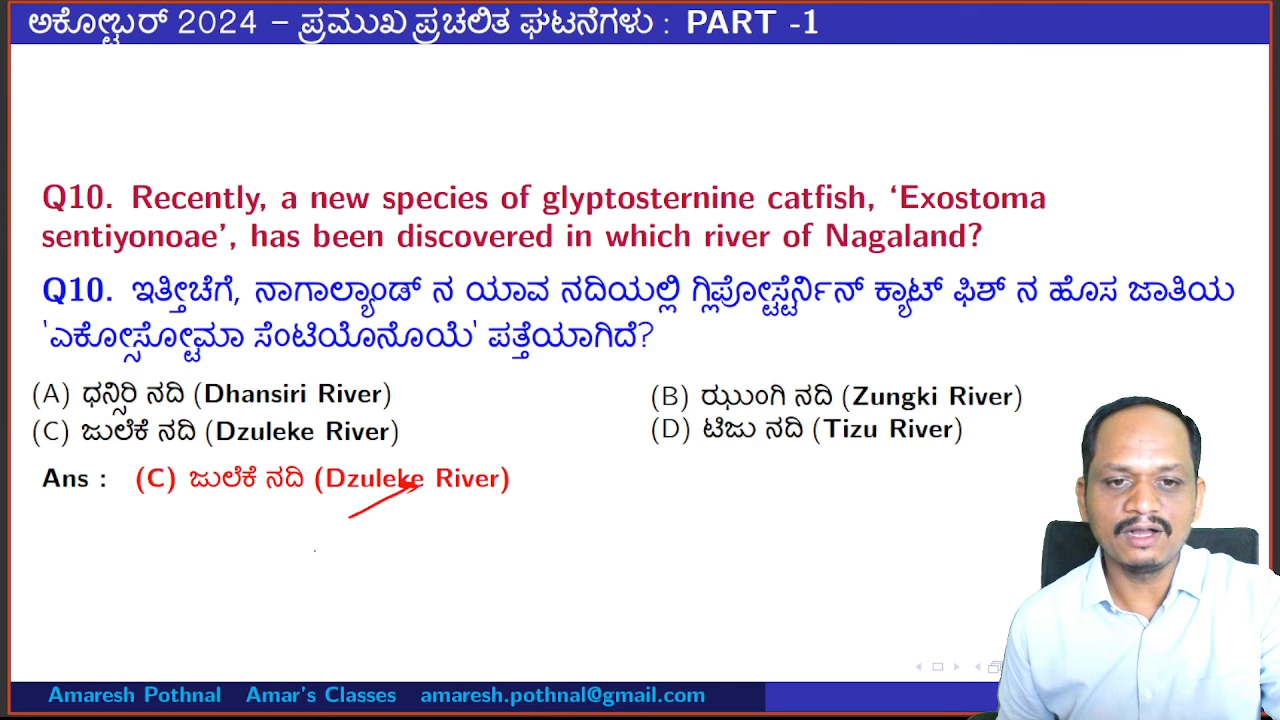 ಅಕ್ಟೋಬರ್ 2024 – ಪ್ರಮುಖ ಪ್ರಚಲಿತ ಘಟನೆಗಳು : PART -1
Q10. Recently, a new species of glyptosternine catfish, ‘Exostoma
sentiyonoae’, has been discovered in which river of Nagaland?
Q10. ಇತ್ತೀಚೆಗೆ, ನಾಗಾಲ್ಯಾಂಡ್ ನ ಯಾವ ನದಿಯಲ್ಲಿ ಗ್ಲಿಪ್ಟೋಸ್ಟೆರ್ನಿನ್ ಕ್ಯಾಟ್ ಫಿಶ್ ನ ಹೊಸ ಜಾತಿಯ
'ಎಕ್ಸೋಸ್ಟೋಮಾ ಸೆಂಟಿಯೊನೊಯೆ' ಪತ್ತೆಯಾಗಿದೆ?
(A) ಧನ್ಸಿರಿ ನದಿ (Dhansiri River) (B) ಝುಂಗಿ ನದಿ (Zungki River)
(C) ಜುಲೆಕೆ ನದಿ (Dzuleke River) (D) ಟಿಜು ನದಿ (Tizu River)
Ans : (C) ಜುಲೆಕೆ ನದಿ (Dzuleke River)
Amaresh Pothnal Amar's Classes amaresh.pothnal@gmail.com